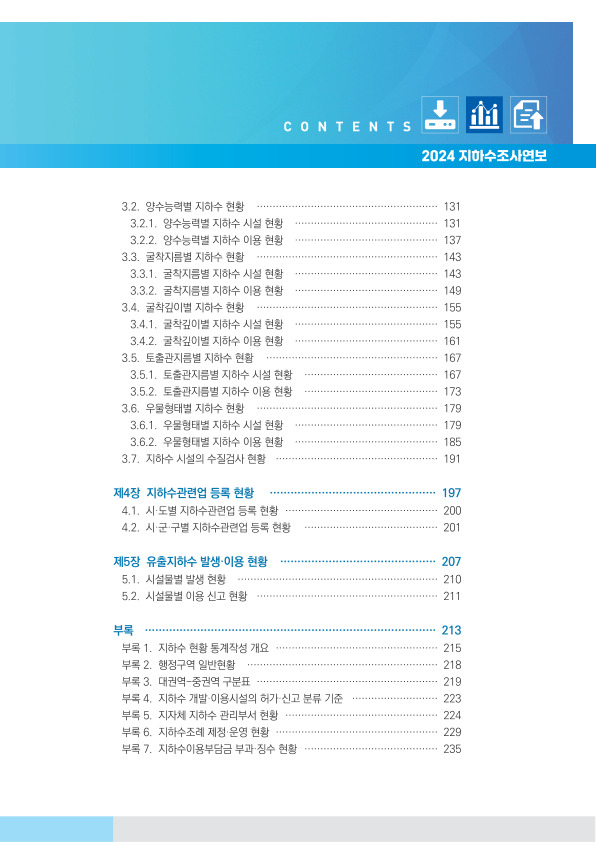 CONTENTS
2024 지하수조사연보
3.2. 양수능력별 지하수 현황 131
3.2.1. 양수능력별 지하수 시설 현황 131
3.2.2. 양수능력별 지하수 이용 현황 137
3.3. 굴착지름별 지하수 현황 143
3.3.1. 굴착지름별 지하수 시설 현황 143
3.3.2. 굴착지름별 지하수 이용 현황 149
3.4. 굴착깊이별 지하수 현황 155
3.4.1. 굴착깊이별 지하수 시설 현황 155
3.4.2. 굴착깊이별 지하수 이용 현황 161
3.5. 토출관지름별 지하수 현황 167
3.5.1. 토출관지름별 지하수 시설 현황 167
3.5.2. 토출관지름별 지하수 이용 현황 173
3.6. 우물형태별 지하수 현황 179
3.6.1. 우물형태별 지하수 시설 현황 179
3.6.2. 우물형태별 지하수 이용 현황 185
3.7. 지하수 시설의 수질검사 현황 191
제4장 지하수관련업 등록 현황 197
4.1. 시·도별 지하수관련업 등록 현황 200
4.2. 시·군·구별 지하수관련업 등록 현황 201
제5장 유출지하수 발생·이용 현황 207
5.1. 시설물별 발생 현황 210
5.2. 시설물별 이용 신고 현황 211
부록 213
부록 1. 지하수 현황 통계작성 개요 215
부록 2. 행정구역 일반현황 218
부록 3. 대권역-중권역 구분표 219
부록 4. 지하수 개발·이용시설의 허가·신고 분류 기준 223
부록 5. 지자체 지하수 관리부서 현황 224
부록 6. 지하수조례 제정·운영 현황 229
부록 7. 지하수이용부담금 부과·징수 현황 235